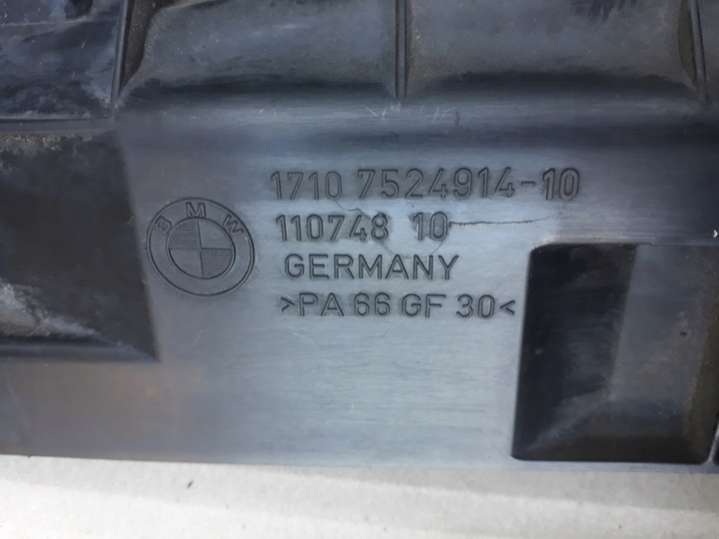 1710 7524914-10
110748 10
BMW
GERMANY
>PA 66 GF 30<